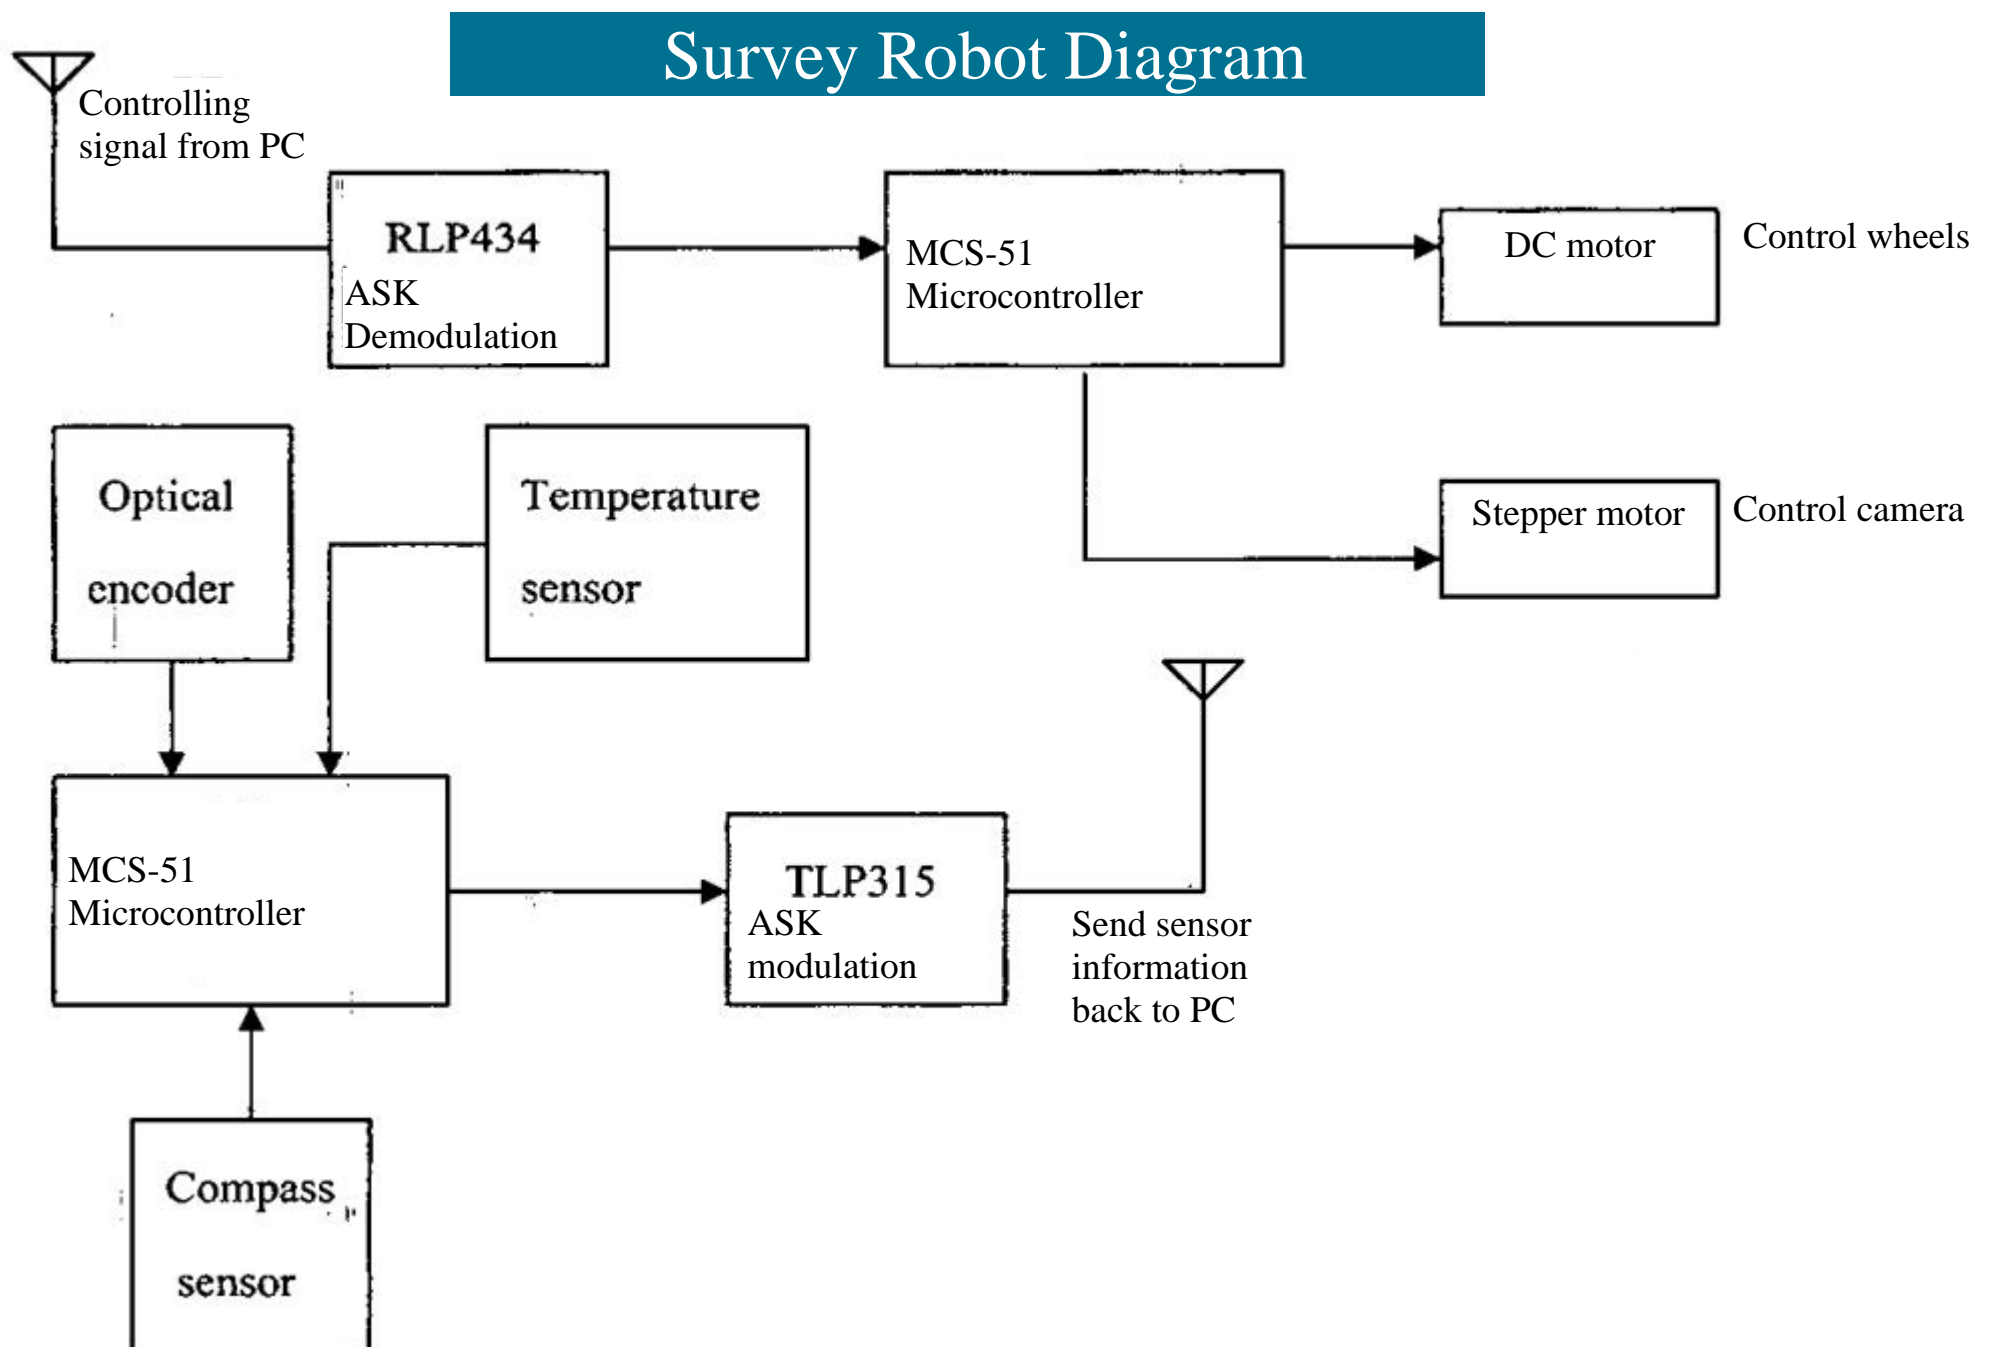 Survey Robot Diagram
Controlling
signal from PC
RLP434
ASK
Demodulation
MCS-51
Microcontroller
DC motor
Control wheels
Optical
encoder
Temperature
sensor
Stepper motor
Control camera
MCS-51
Microcontroller
TLP315
ASK
modulation
Send sensor
information
back to PC
Compass
sensor